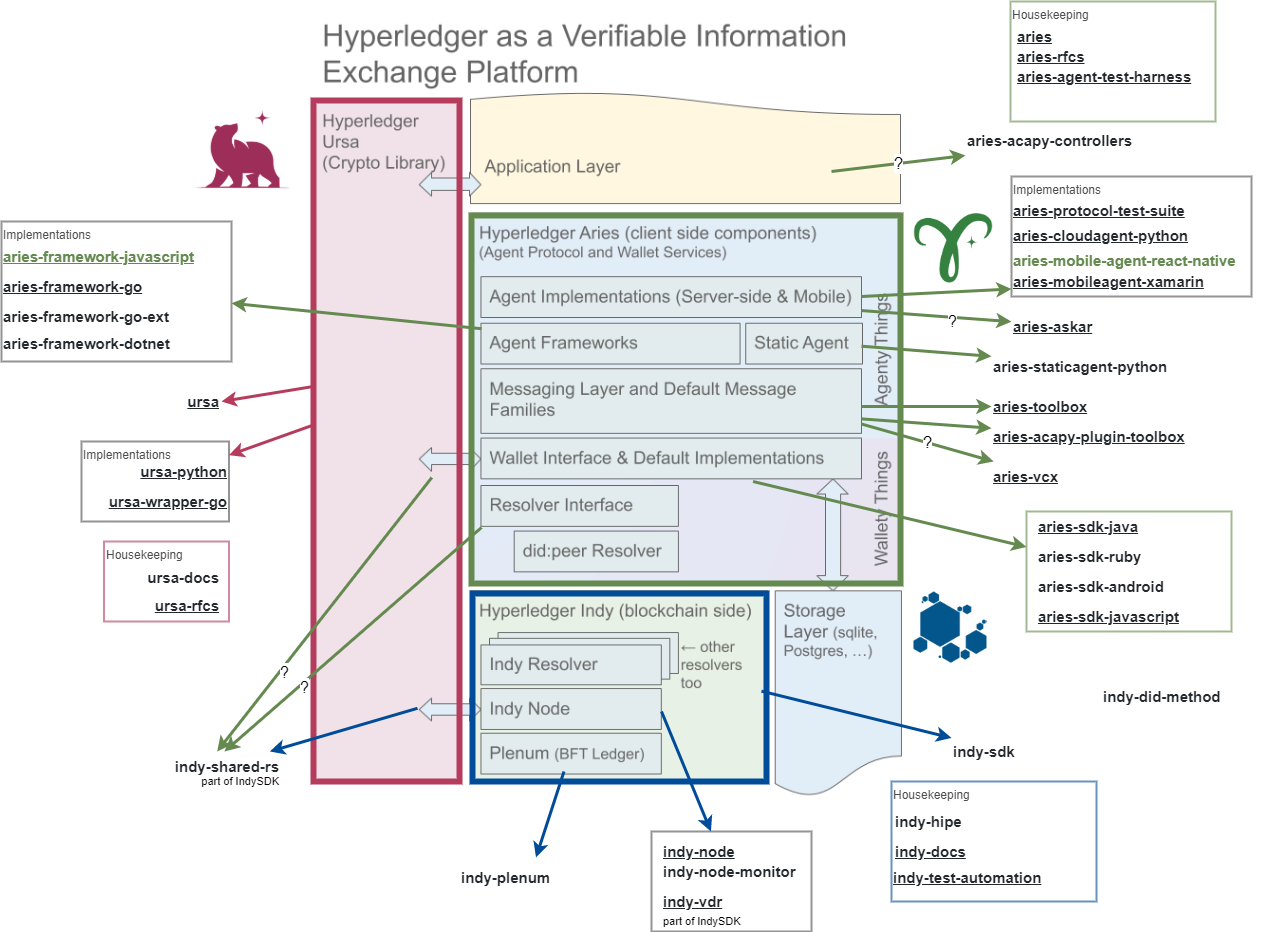 Hyperledger as a Verifiable Information
Exchange Platform
Housekeeping
aries
aries-rfcs
aries-agent-test-harness
Hyperledger
Ursa
(Crypto Library)
Application Layer
?
aries-acapy-controllers
Implementations
aries-protocol-test-suite
aries-cloudagent-python
aries-mobile-agent-react-native
aries-mobileagent-xamarin
Implementations
aries-framework-javascript
aries-framework-go
aries-framework-go-ext
aries-framework-dotnet
Hyperledger Aries (client side components)
(Agent Protocol and Wallet Services)
Agent Implementations (Server-side & Mobile)
Agent Frameworks
Static Agent
Messaging Layer and Default Message
Families
Wallet Interface & Default Implementations
Resolver Interface
did:peer Resolver
Agenty Things
Wallety Things
?
aries-askar
aries-staticagent-python
aries-toolbox
aries-acapy-plugin-toolbox
?
aries-vcx
ursa
Implementations
ursa-python
ursa-wrapper-go
Housekeeping
ursa-docs
ursa-rfcs
aries-sdk-java
aries-sdk-ruby
aries-sdk-android
aries-sdk-javascript
Hyperledger Indy (blockchain side)
Indy Resolver
← other
resolvers
too
Indy Node
Plenum (BFT Ledger)
Storage
Layer (sqlite,
Postgres, …)
?
?
indy-shared-rs
part of IndySDK
indy-did-method
indy-sdk
Housekeeping
indy-hipe
indy-docs
indy-test-automation
indy-plenum
indy-node
indy-node-monitor
indy-vdr
part of IndySDK